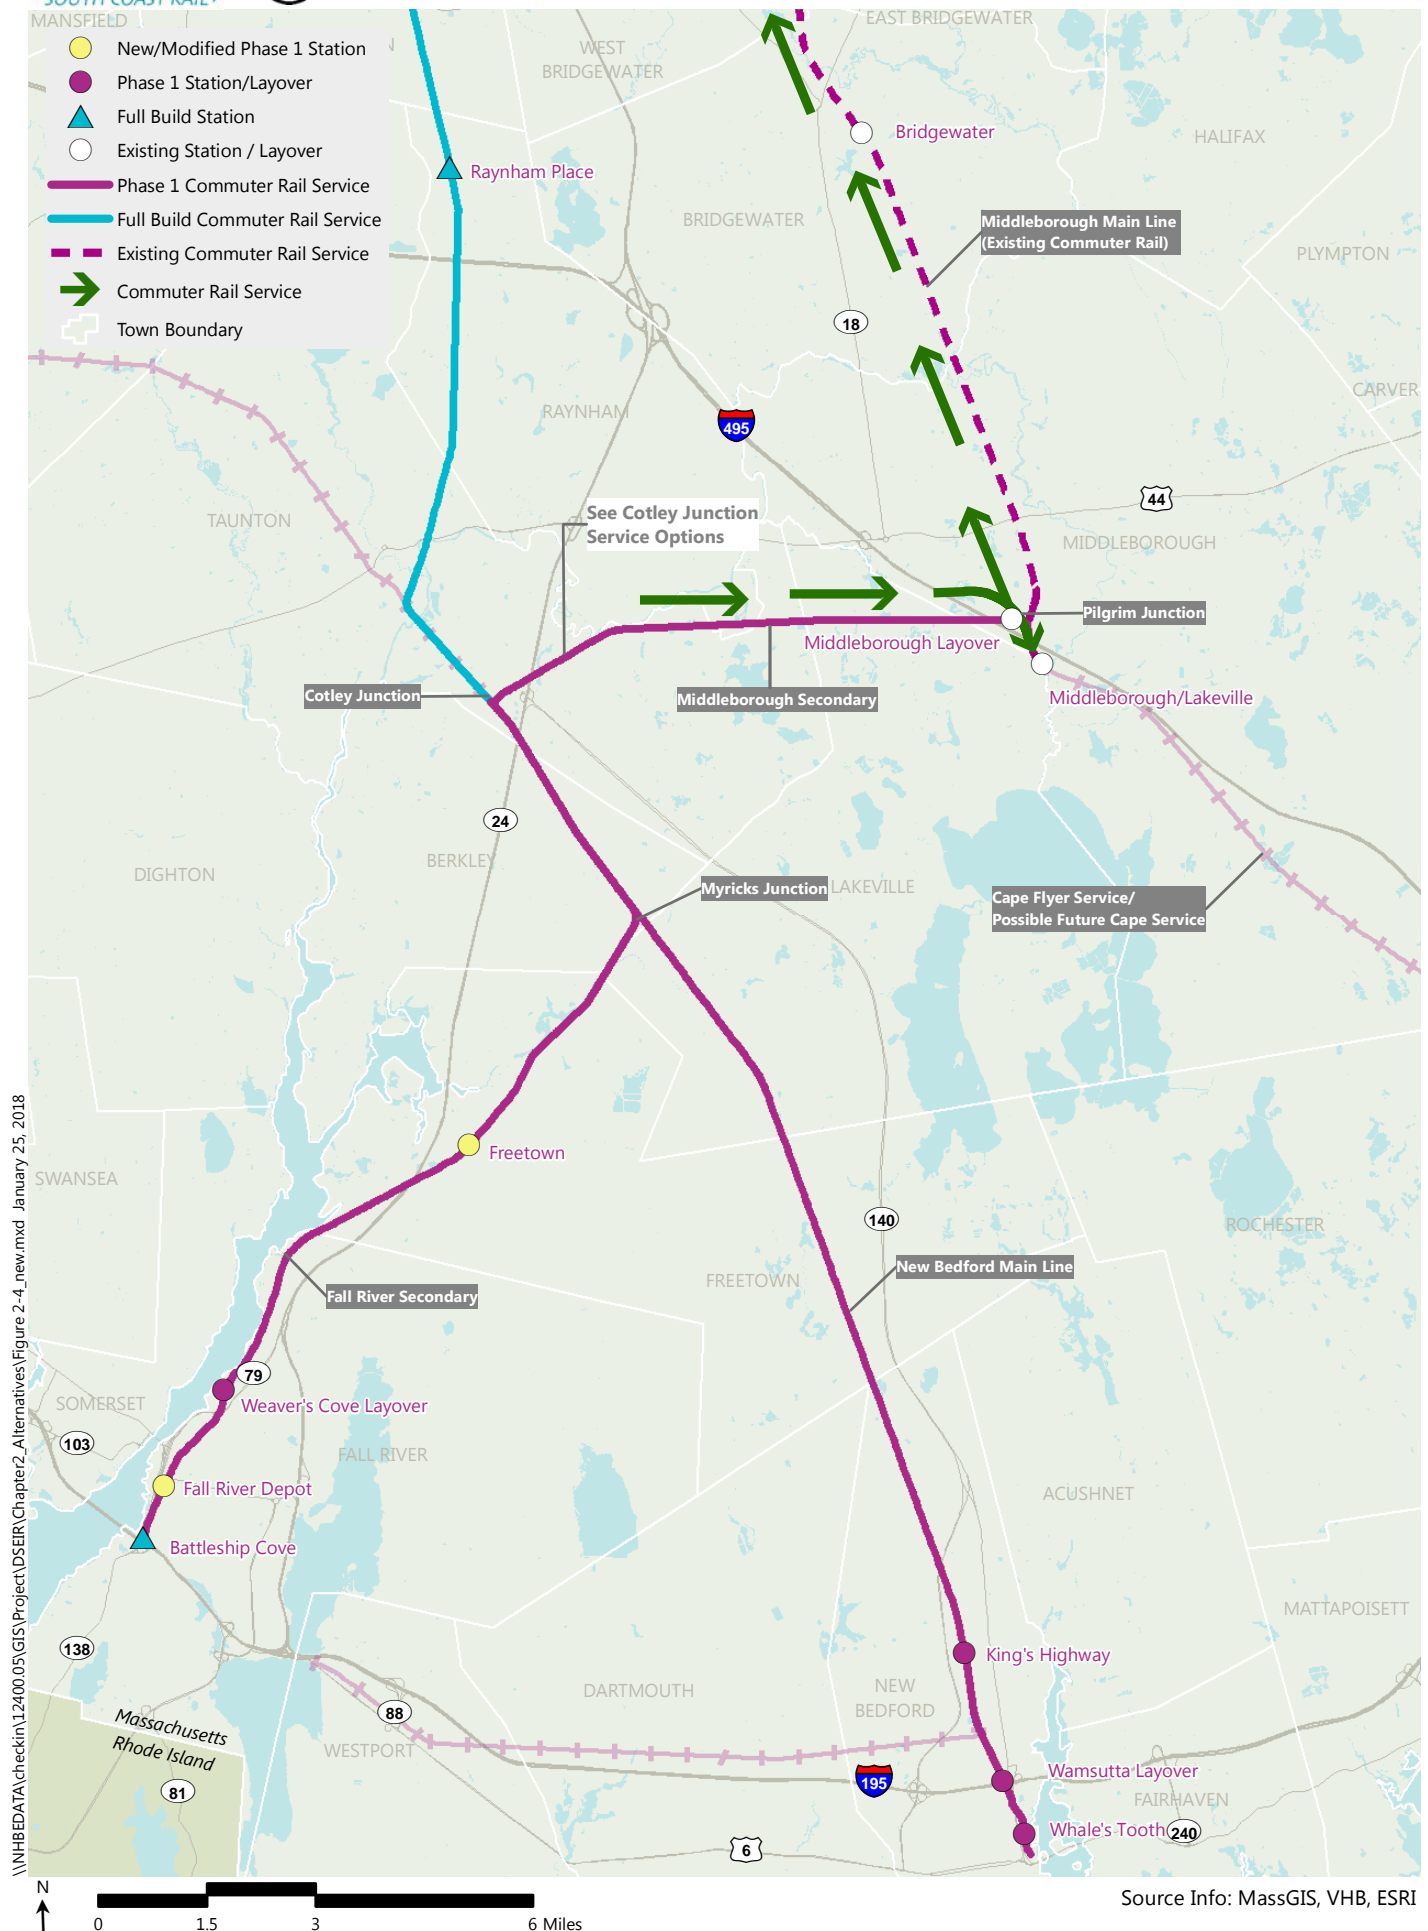 SOUTH COAST RAIL
MANSFIELD
EAST BRIDGEWATER
New/Modified Phase 1 Station
Phase 1 Station/Layover
Full Build Station
Existing Station / Layover
Phase 1 Commuter Rail Service
Full Build Commuter Rail Service
Existing Commuter Rail Service
Commuter Rail Service
Town Boundary
N
WEST
BRIDGEWATER
Bridgewater
HALIFAX
Raynham Place
BRIDGEWATER
Middleborough Main Line
(Existing Commuter Rail)
PLYMPTON
18
CARVER
RAYNHAM
495
44
TAUNTON
See Cotley Junction
Service Options
MIDDLEBOROUGH
Pilgrim Junction
Middleborough Layover
Cotley Junction
Middleborough Secondary
Middleborough/Lakeville
24
BERKLEY
DIGHTON
Myricks Junction
LAKEVILLE
Cape Flyer Service/
Possible Future Cape Service
Freetown
SWANSEA
140
ROCHESTER
New Bedford Main Line
FREETOWN
Fall River Secondary
79
SOMERSET
Weaver's Cove Layover
103
FALL RIVER
Fall River Depot
ACUSHNET
Battleship Cove
MATTAPOISETT
138
King's Highway
DARTMOUTH
NEW
BEDFORD
88
Massachusetts
Rhode Island
WESTPORT
81
195
Wamsutta Layover
FAIRHAVEN
Whale's Tooth
240
6
\\NHBEDATA\checkin\12400.05\GIS\Project\DSEIR\Chapter2_Alternatives\Figure 2-4_new.mxd January 25, 2018
N
0 1.5 3 6 Miles
Source Info: MassGIS, VHB, ESRI